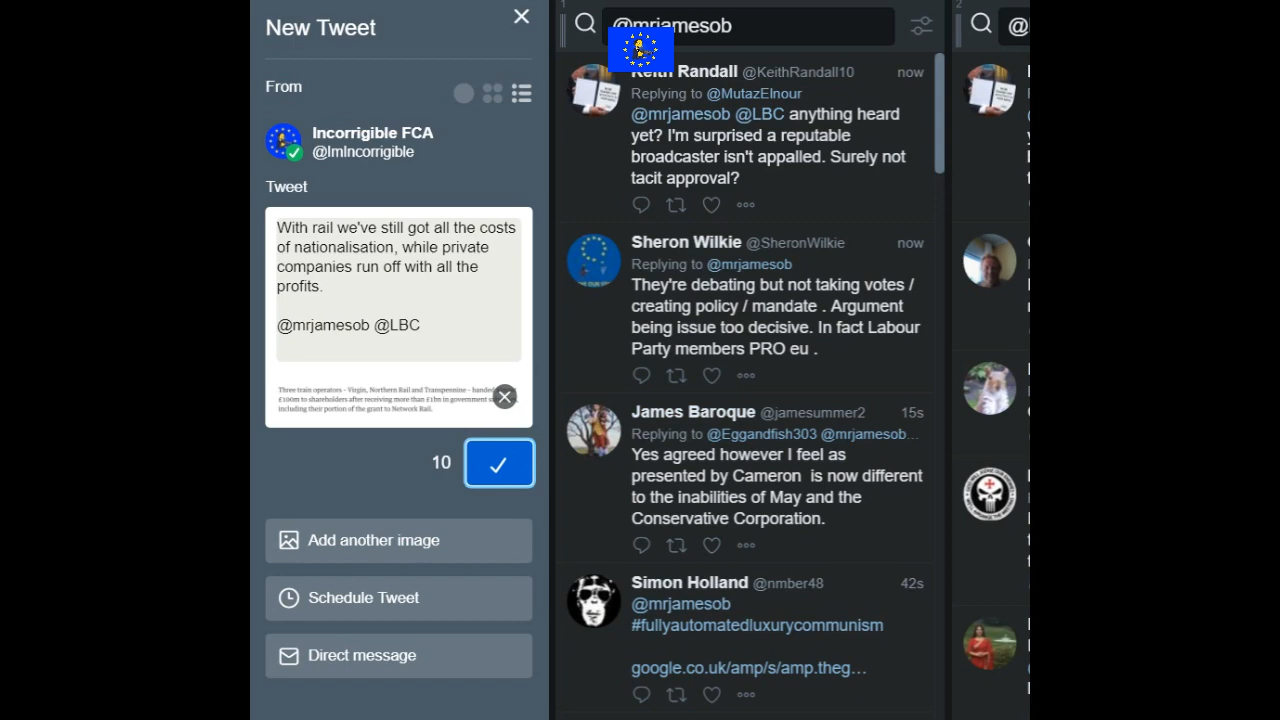 New Tweet
From
Incorrigible FCA
@ImIncorrigible
Tweet
With rail we've still got all the costs
of nationalisation, while private
companies run off with all the
profits.
@mrjamesob @LBC
Three train operators – Virgin, Northern Rail and Transpennine – handed
£100m to shareholders after receiving more than £1bn in government
including their portion of the grant to Network Rail.
10
Add another image
Schedule Tweet
Direct message
1
@mrjamesob
Keith Randall @KeithRandall10 now
Replying to @MutazElnour
@mrjamesob @LBC anything heard
yet? I'm surprised a reputable
broadcaster isn't appalled. Surely not
tacit approval?
Sheron Wilkie @SheronWilkie now
Replying to @mrjamesob
They're debating but not taking votes /
creating policy / mandate . Argument
being issue too decisive. In fact Labour
Party members PRO eu .
James Baroque @jamesummer2 15s
Replying to @Eggandfish303 @mrjamesob...
Yes agreed however I feel as
presented by Cameron is now different
to the inabilities of May and the
Conservative Corporation.
Simon Holland @nmber48 42s
@mrjamesob
#fullyautomatedluxurycommunism
google.co.uk/amp/s/amp.theg...
2
@